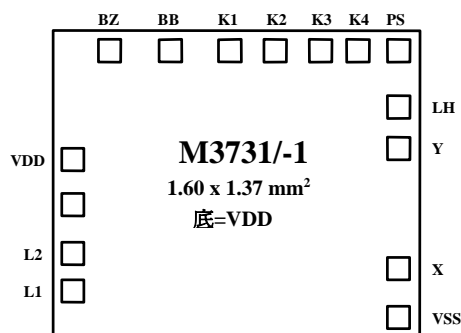 BZ BB K1 K2 K3 K4 PS
LH
VDD
M3731/-1
Y
1.60 x 1.37 mm²
底=VDD
L2
X
L1
VSS